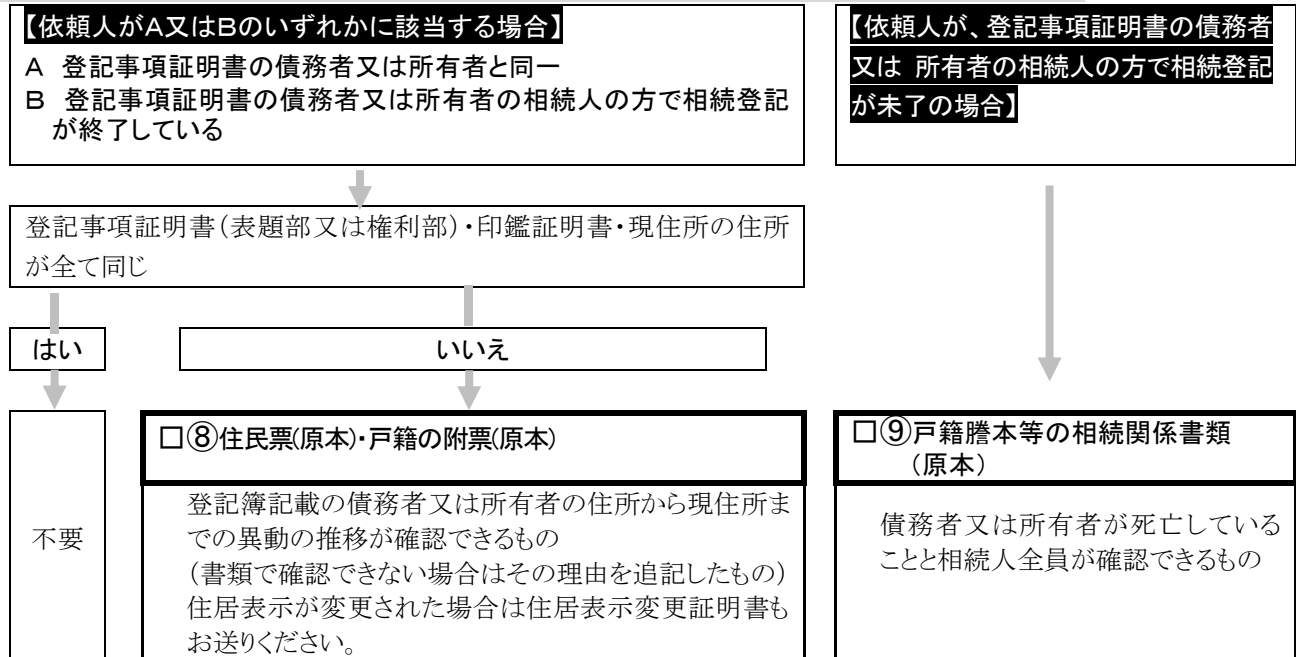 【依頼人がA又はBのいずれかに該当する場合】
A 登記事項証明書の債務者又は所有者と同一
B 登記事項証明書の債務者又は所有者の相続人の方で相続登記
が終了している
【依頼人が、登記事項証明書の債務者
又は 所有者の相続人の方で相続登記
が未了の場合】
登記事項証明書(表題部又は権利部)・印鑑証明書・現住所の住所
が全て同じ
はい
いいえ
不要
□⑧住民票(原本)・戸籍の附票(原本)
登記簿記載の債務者又は所有者の住所から現住所ま
での異動の推移が確認できるもの
(書類で確認できない場合はその理由を追記したもの)
住居表示が変更された場合は住居表示変更証明書も
お送りください。
□⑨戸籍謄本等の相続関係書類
(原本)
債務者又は所有者が死亡している
ことと相続人全員が確認できるもの